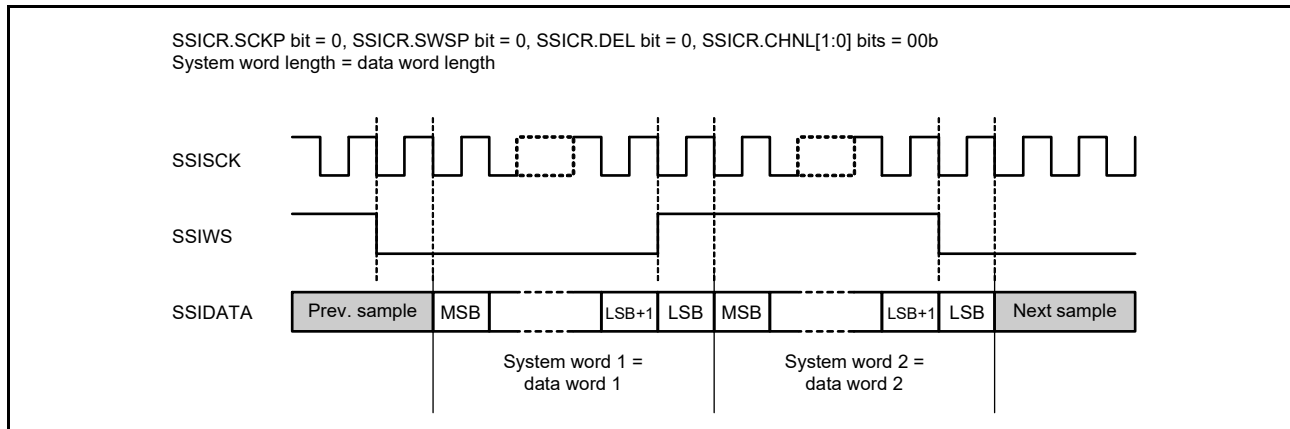 SSICR.SCKP bit = 0, SSICR.SWSP bit = 0, SSICR.DEL bit = 0, SSICR.CHNL[1:0] bits = 00b
System word length = data word length
SSISCK
SSIWS
SSIDATA
Prev. sample
MSB
LSB+1
LSB
MSB
LSB+1
LSB
Next sample
System word 1 =
data word 1
System word 2 =
data word 2